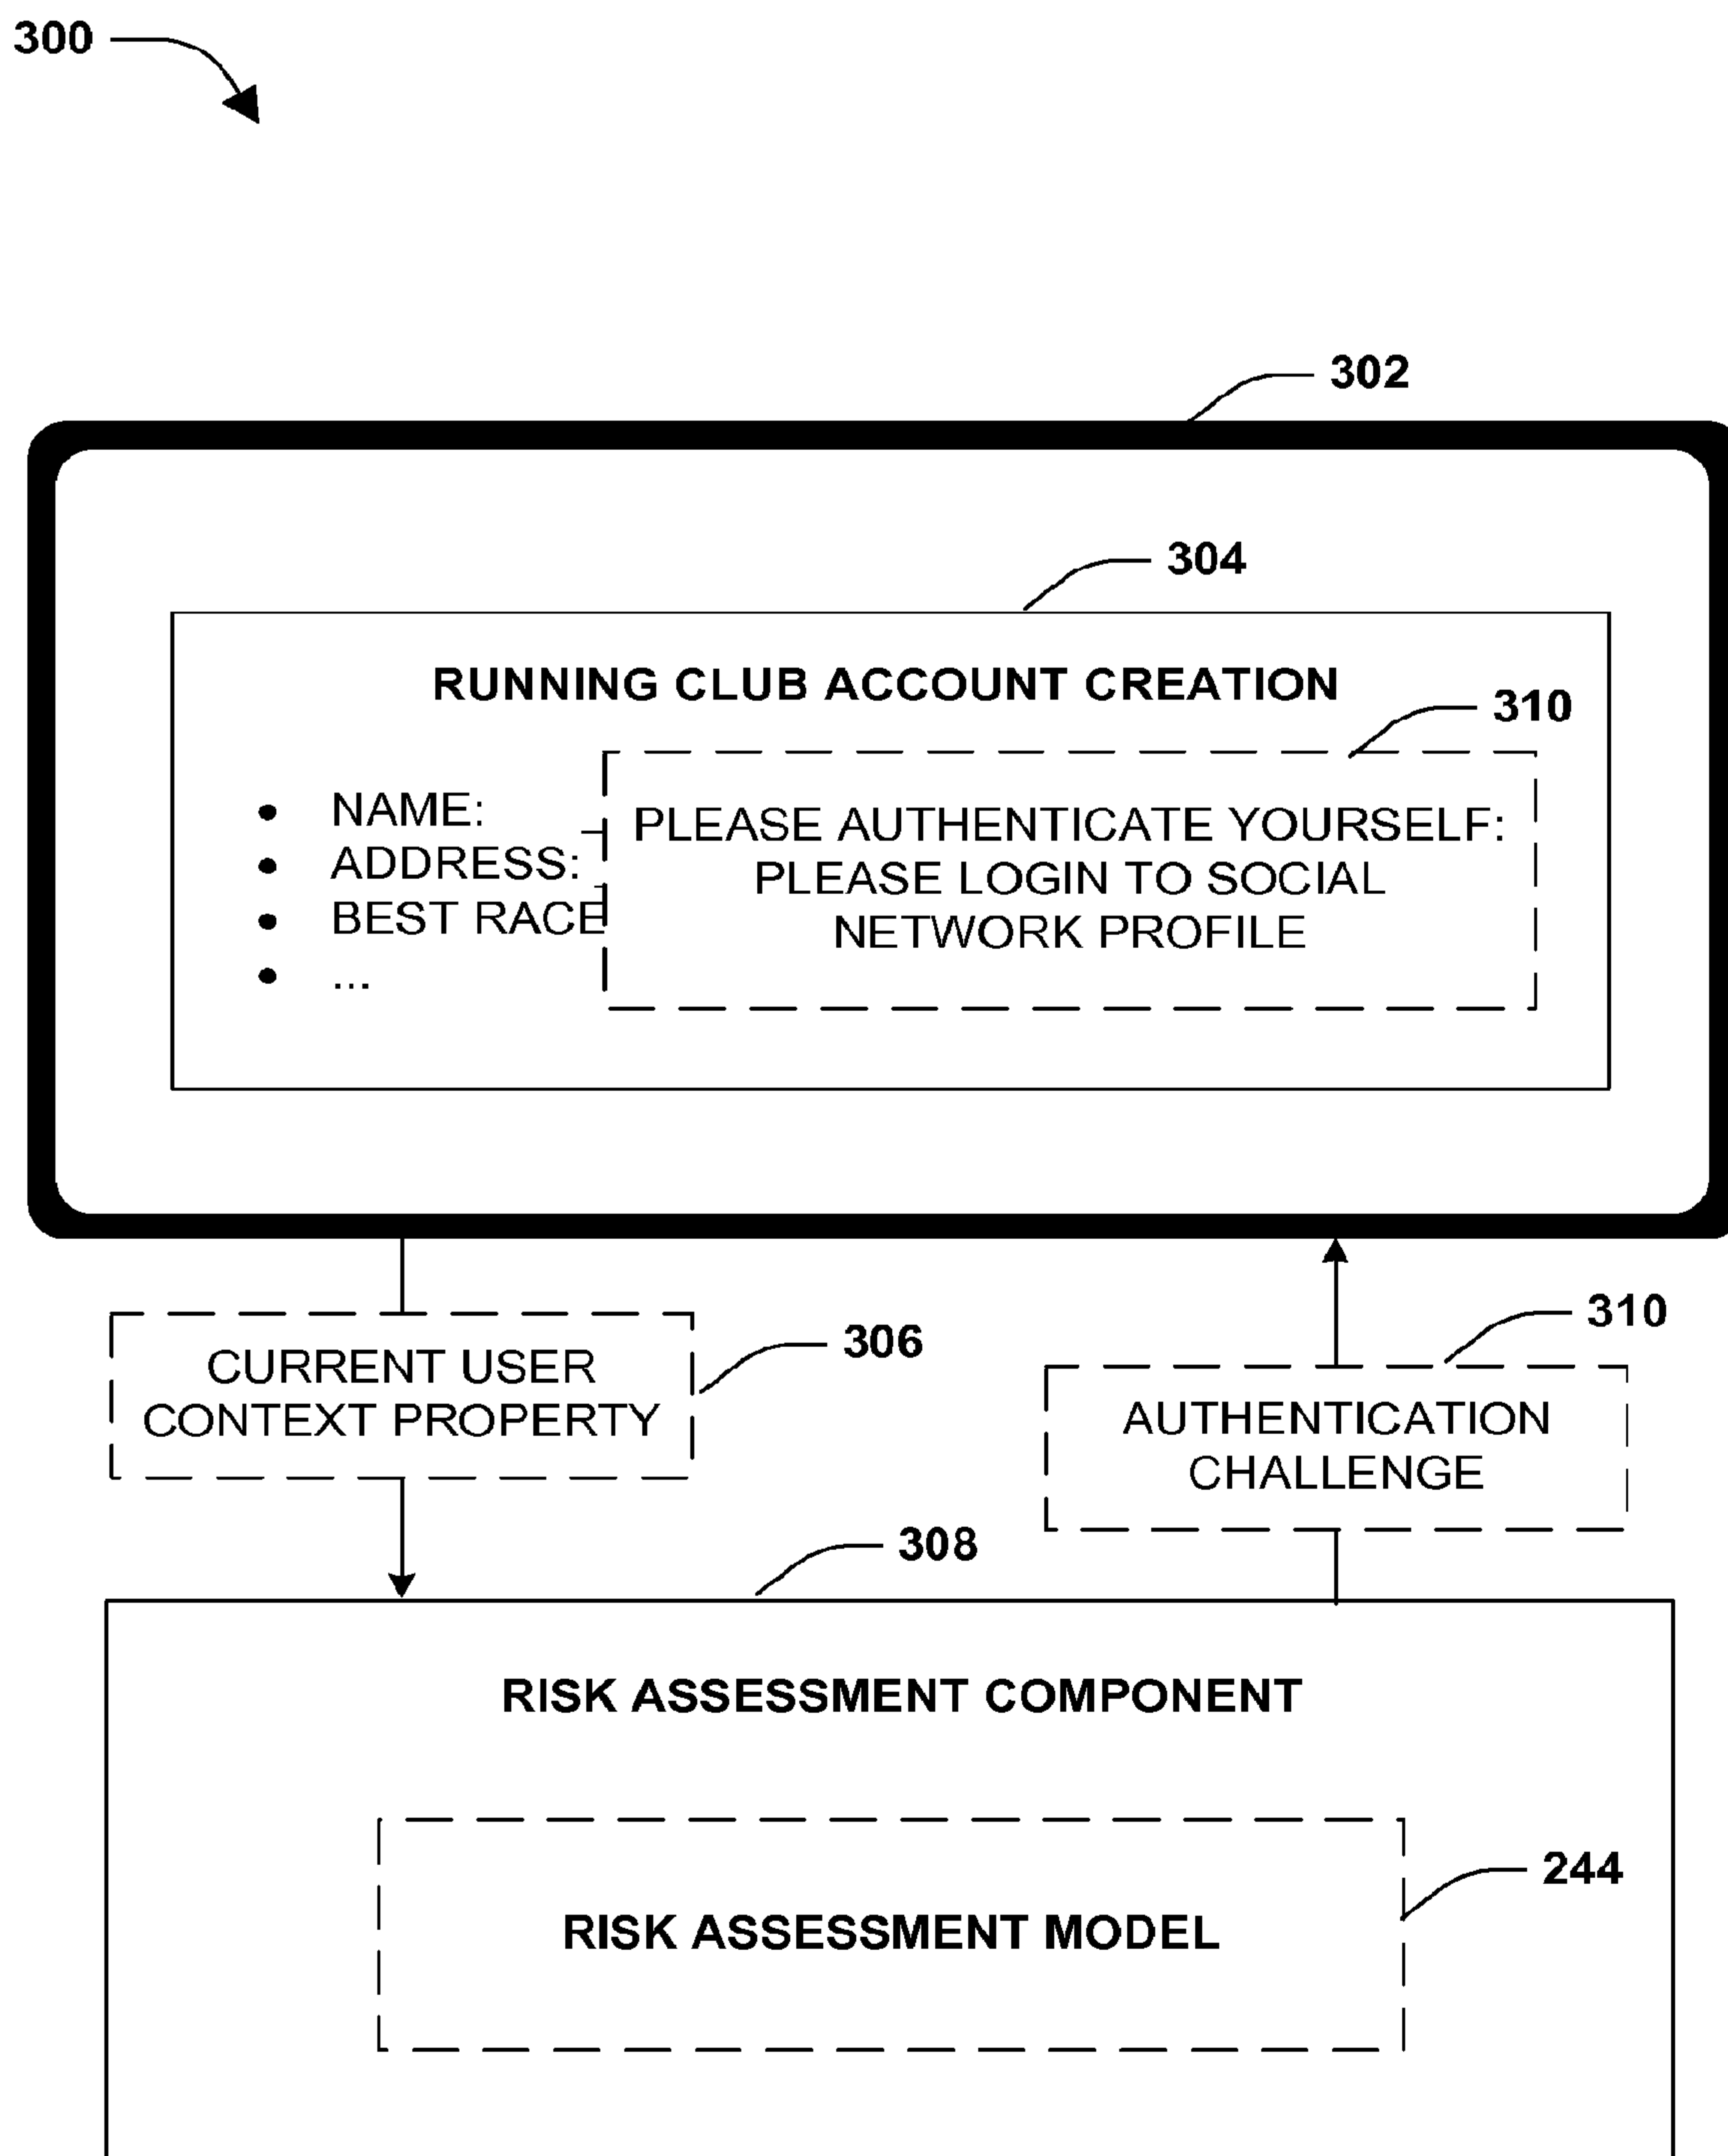 300
302
304
RUNNING CLUB ACCOUNT CREATION
310
• NAME:
• ADDRESS:
• BEST RACE
• ...
PLEASE AUTHENTICATE YOURSELF:
PLEASE LOGIN TO SOCIAL
NETWORK PROFILE
CURRENT USER
CONTEXT PROPERTY
306
310
AUTHENTICATION
CHALLENGE
308
RISK ASSESSMENT COMPONENT
244
RISK ASSESSMENT MODEL